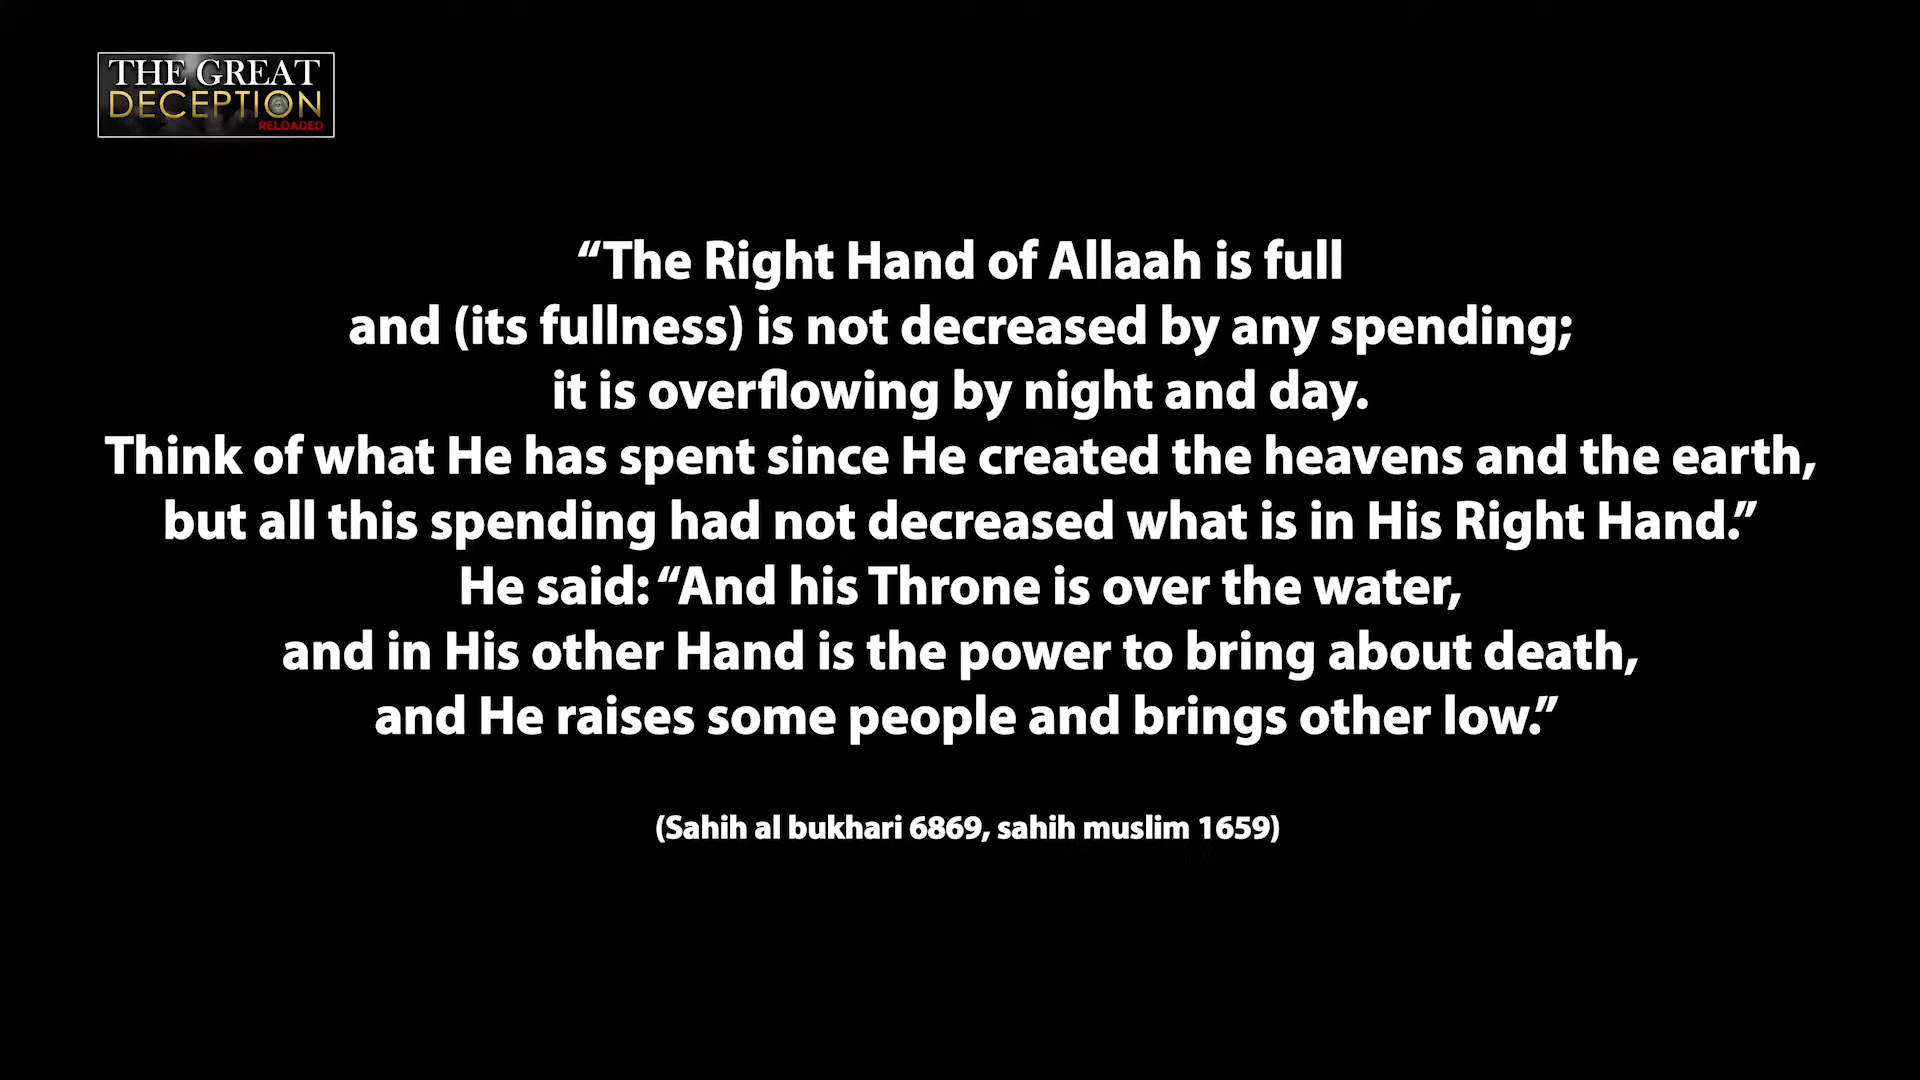 THE GREAT
DECEPTION
RELOADED
“The Right Hand of Allaah is full
and (its fullness) is not decreased by any spending;
it is overflowing by night and day.
Think of what He has spent since He created the heavens and the earth,
but all this spending had not decreased what is in His Right Hand.”
He said: “And his Throne is over the water,
and in His other Hand is the power to bring about death,
and He raises some people and brings other low.”
(Sahih al bukhari 6869, sahih muslim 1659)